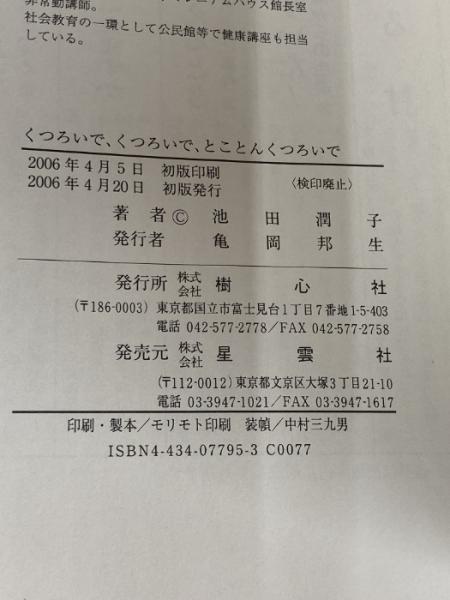 非常勤講師。
ニアムハウス館長室
社会教育の一環として公民館等で健康講座も担当
している。
くつろいで、くつろいで、とことんくつろいで
2006年4月5日 初版印刷
2006年4月20日 初版発行 〈検印廃止〉
著者© 池田潤子
発行者 亀岡邦生
発行所 株式会社 樹心社
(〒186-0003) 東京都国立市富士見台1丁目7番地1-5-403
電話 042-577-2778/FAX 042-577-2758
発売元 株式会社 星雲社
(〒112-0012) 東京都文京区大塚3丁目21-10
電話 03-3947-1021/FAX 03-3947-1617
印刷・製本/モリモト印刷 装幀/中村三九男
ISBN4-434-07795-3 C0077